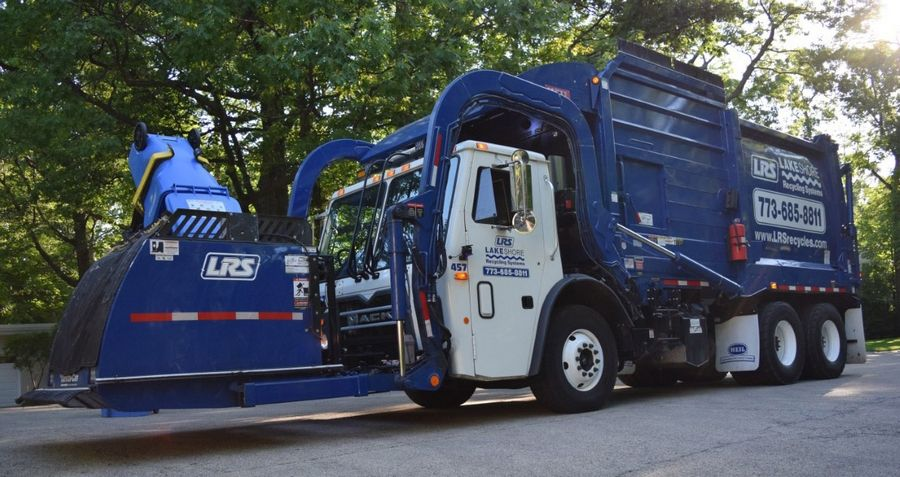 LRS
MACK
457
LRS
LAKESHORE
Recycling Systems
773-685-8811
LRS LAKESHORE
Recycling Systems
773-685-8811
www.LRSrecycles.com
HEIL